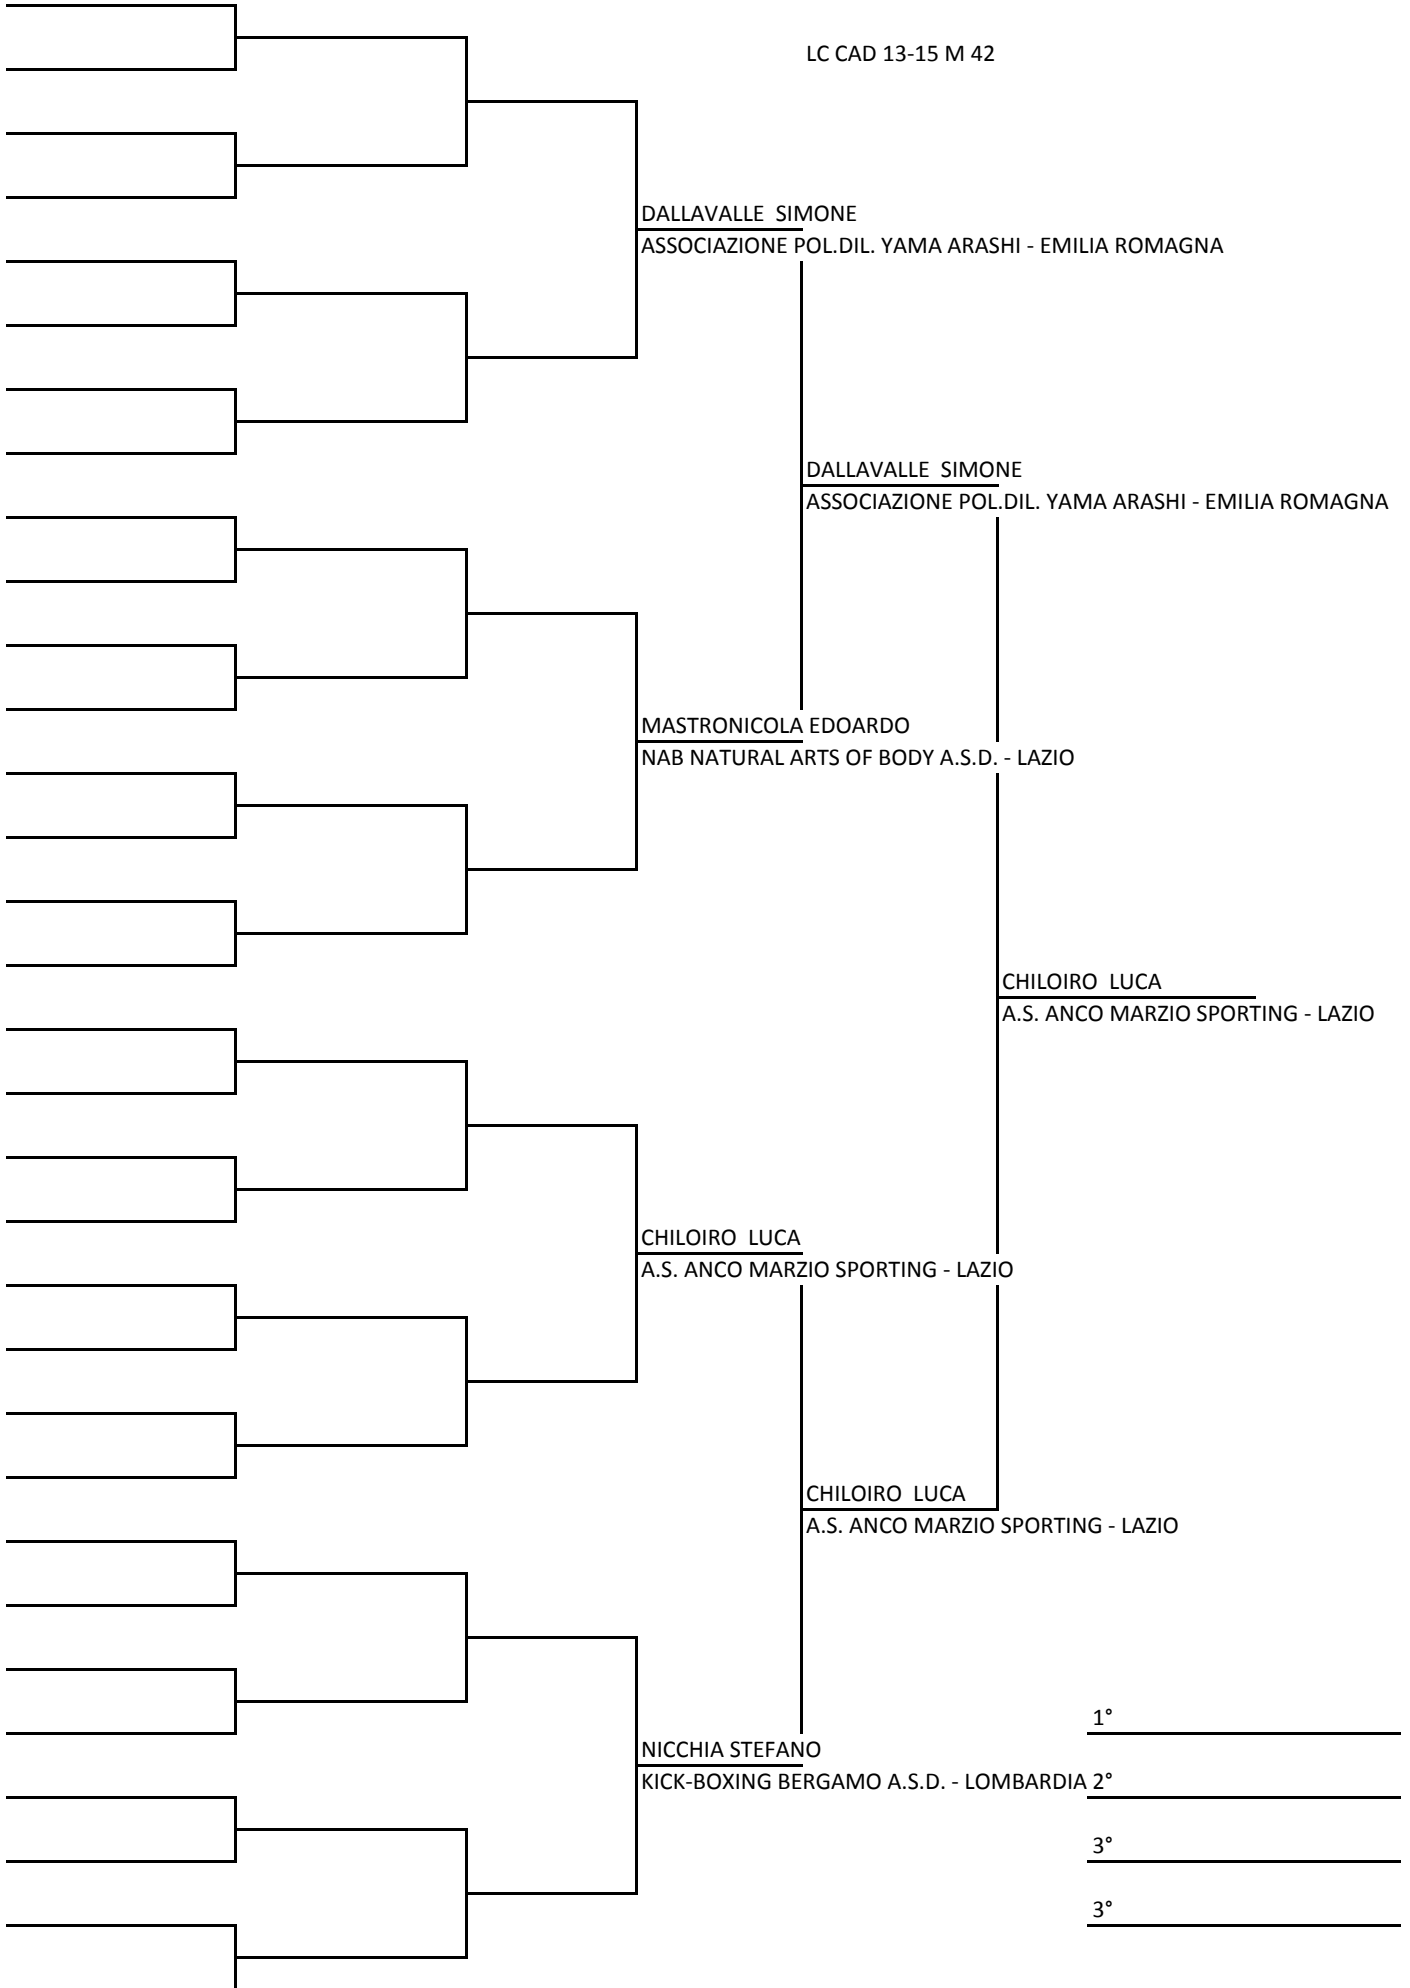 LC CAD 13-15 M 42
DALLAVALLE  SIMONE
ASSOCIAZIONE POL.DIL. YAMA ARASHI - EMILIA ROMAGNA
DALLAVALLE  SIMONE
ASSOCIAZIONE POL.DIL. YAMA ARASHI - EMILIA ROMAGNA
MASTRONICOLA EDOARDO
NAB NATURAL ARTS OF BODY A.S.D. - LAZIO
CHILOIRO  LUCA
A.S. ANCO MARZIO SPORTING - LAZIO
CHILOIRO  LUCA
A.S. ANCO MARZIO SPORTING - LAZIO
CHILOIRO  LUCA
A.S. ANCO MARZIO SPORTING - LAZIO
1°
NICCHIA STEFANO
KICK-BOXING BERGAMO A.S.D. - LOMBARDIA 2°
3°
3°